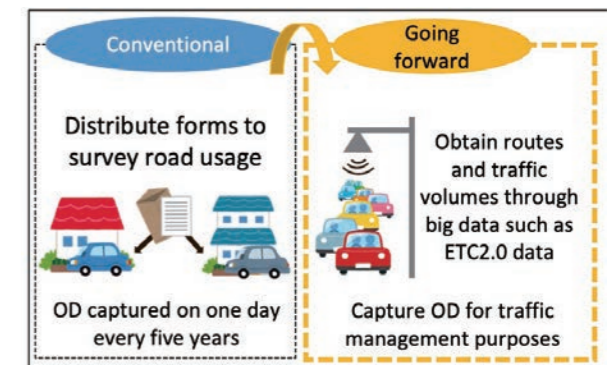 Conventional
Distribute forms to
survey road usage
OD captured on one day
every five years
Going
forward
Obtain routes
and traffic
volumes through
big data such as
ETC2.0 data
Capture OD for traffic
management purposes